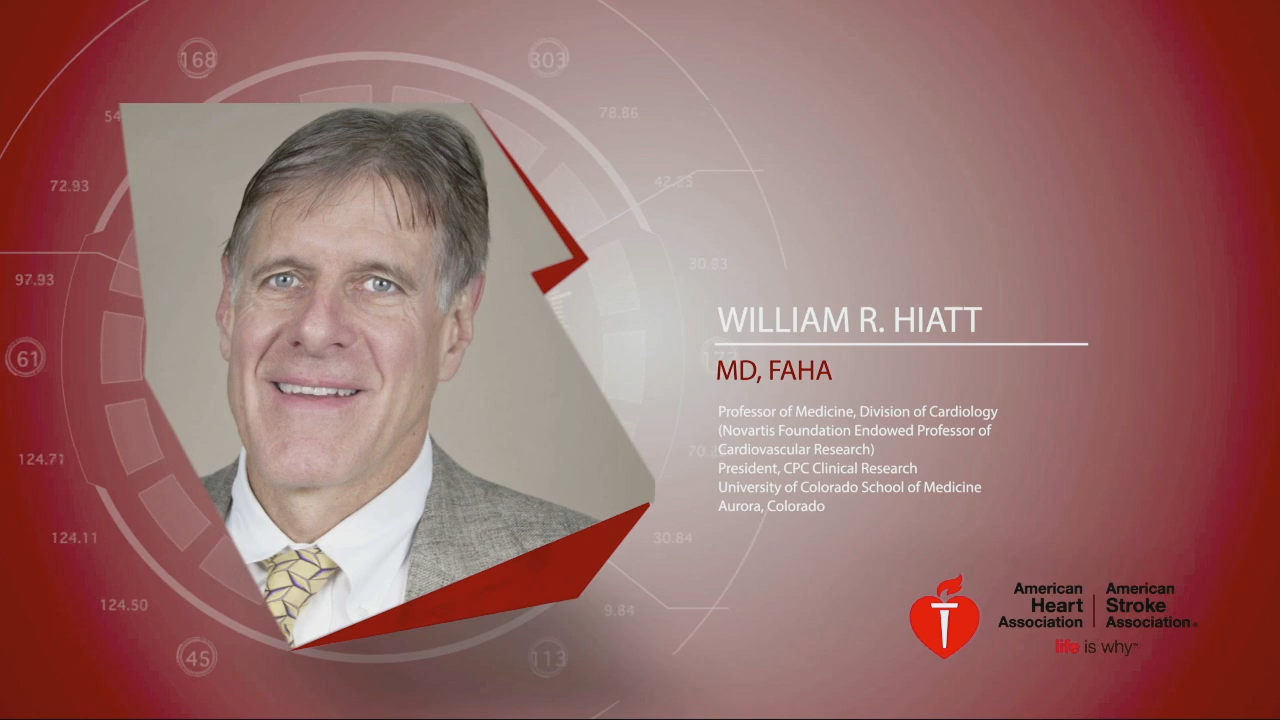 168
303
54
78.86
72.93
42.23
30.93
97.93
WILLIAM R. HIATT
61
MD, FAHA
Professor of Medicine, Division of Cardiology
(Novartis Foundation Endowed Professor of
Cardiovascular Research)
President, CPC Clinical Research
University of Colorado School of Medicine
Aurora, Colorado
124.71
124.11
30.84
124.50
9.84
45
113
American
Heart
Association
American
Stroke
Association®
life is why™